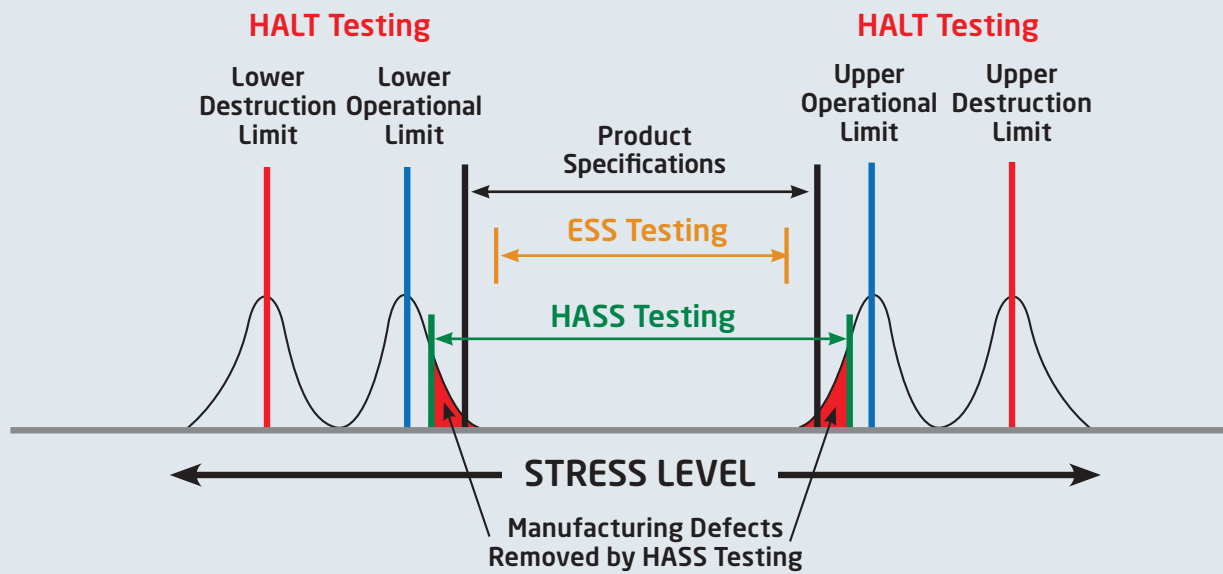 HALT Testing
HALT Testing
Lower
Destruction
Limit
Lower
Operational
Limit
Product
Specifications
Upper
Operational
Limit
Upper
Destruction
Limit
ESS Testing
HASS Testing
STRESS LEVEL
Manufacturing Defects
Removed by HASS Testing